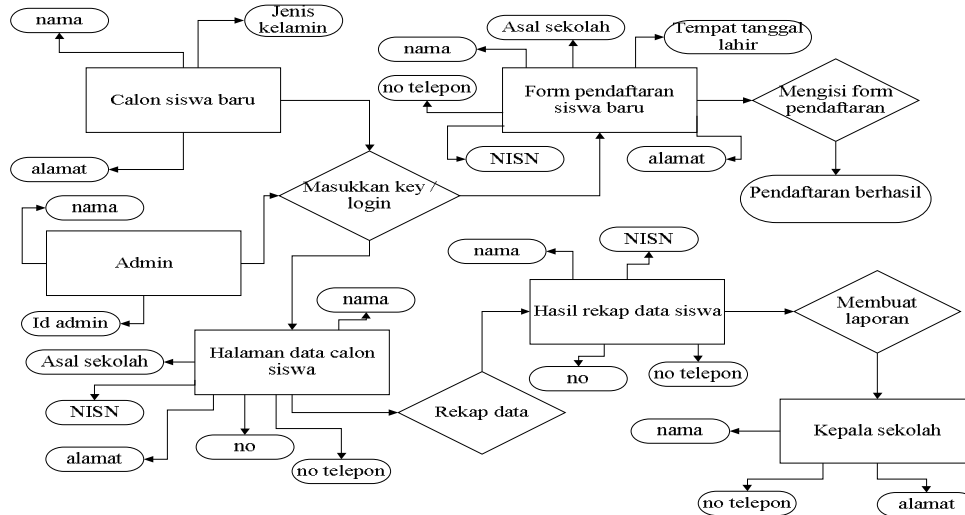 nama
Jenis
kelamin
Calon siswa baru
alamat
Asal sekolah
Tempat tanggal
lahir
nama
no telepon
Form pendaftaran
siswa baru
NISN
alamat
Mengisi form
pendaftaran
Pendaftaran berhasil
Masukkan key /
login
nama
Admin
Id admin
nama
Halaman data calon
siswa
Asal sekolah
NISN
alamat
no
no telepon
Rekap data
nama
NISN
Hasil rekap data siswa
no
no telepon
Membuat
laporan
nama
Kepala sekolah
no telepon
alamat